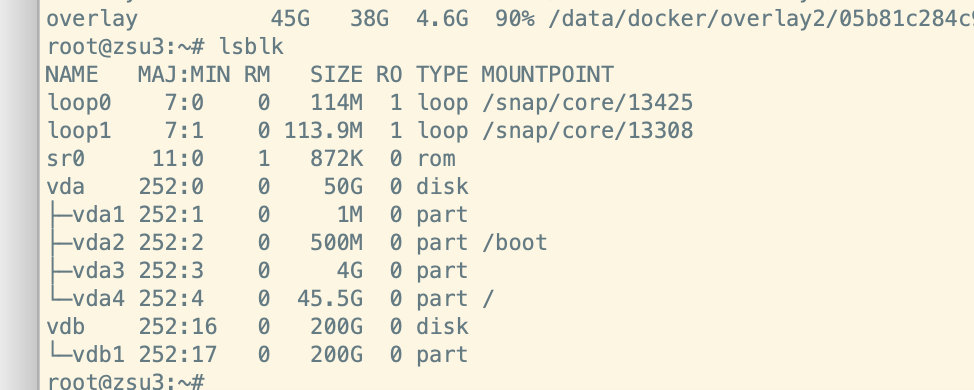 overlay 45G 38G 4.6G 90% /data/docker/overlay2/05b81c284c9
root@zsu3:~# lsblk
NAME MAJ:MIN RM SIZE RO TYPE MOUNTPOINT
loop0 7:0 0 114M 1 loop /snap/core/13425
loop1 7:1 0 113.9M 1 loop /snap/core/13308
sr0 11:0 1 872K 0 rom
vda 252:0 0 50G 0 disk
├─vda1 252:1 0 1M 0 part
├─vda2 252:2 0 500M 0 part /boot
├─vda3 252:3 0 4G 0 part
└─vda4 252:4 0 45.5G 0 part /
vdb 252:16 0 200G 0 disk
└─vdb1 252:17 0 200G 0 part
root@zsu3:~#